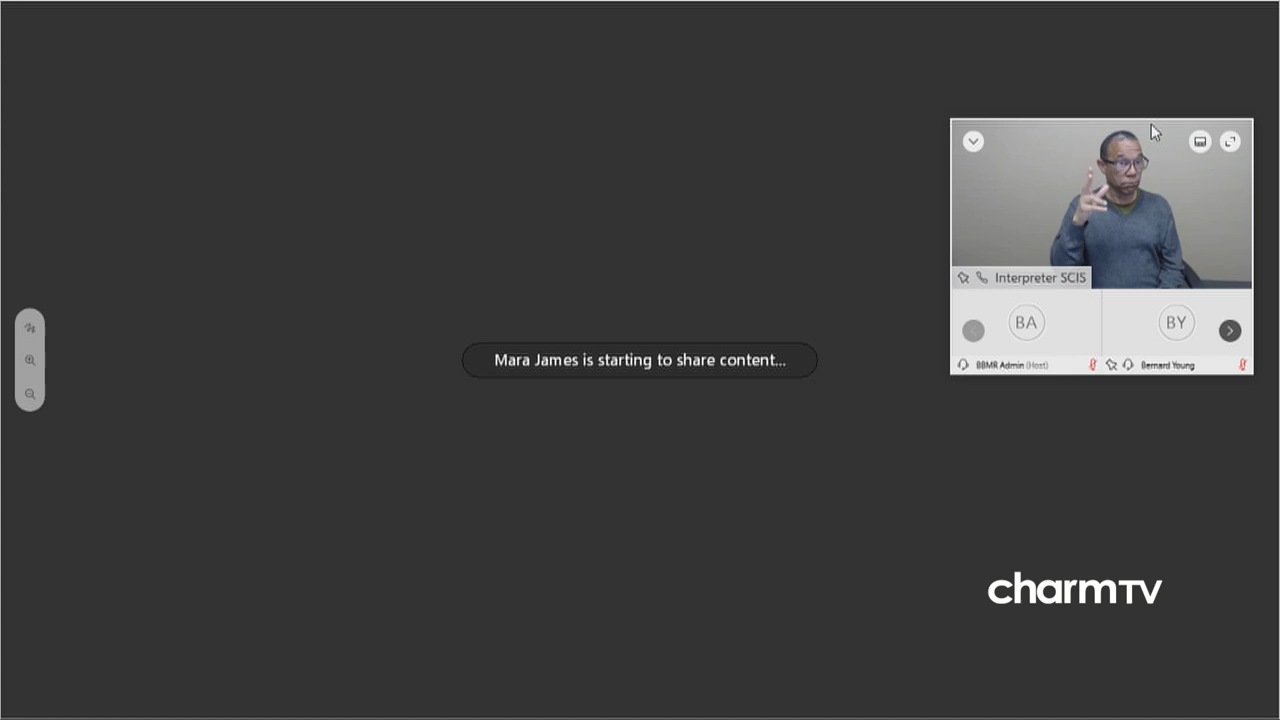 Interpreter SCIS
BA
BY
BBMR Admin (Host)
Bernard Young
Mara James is starting to share content...
charmTV